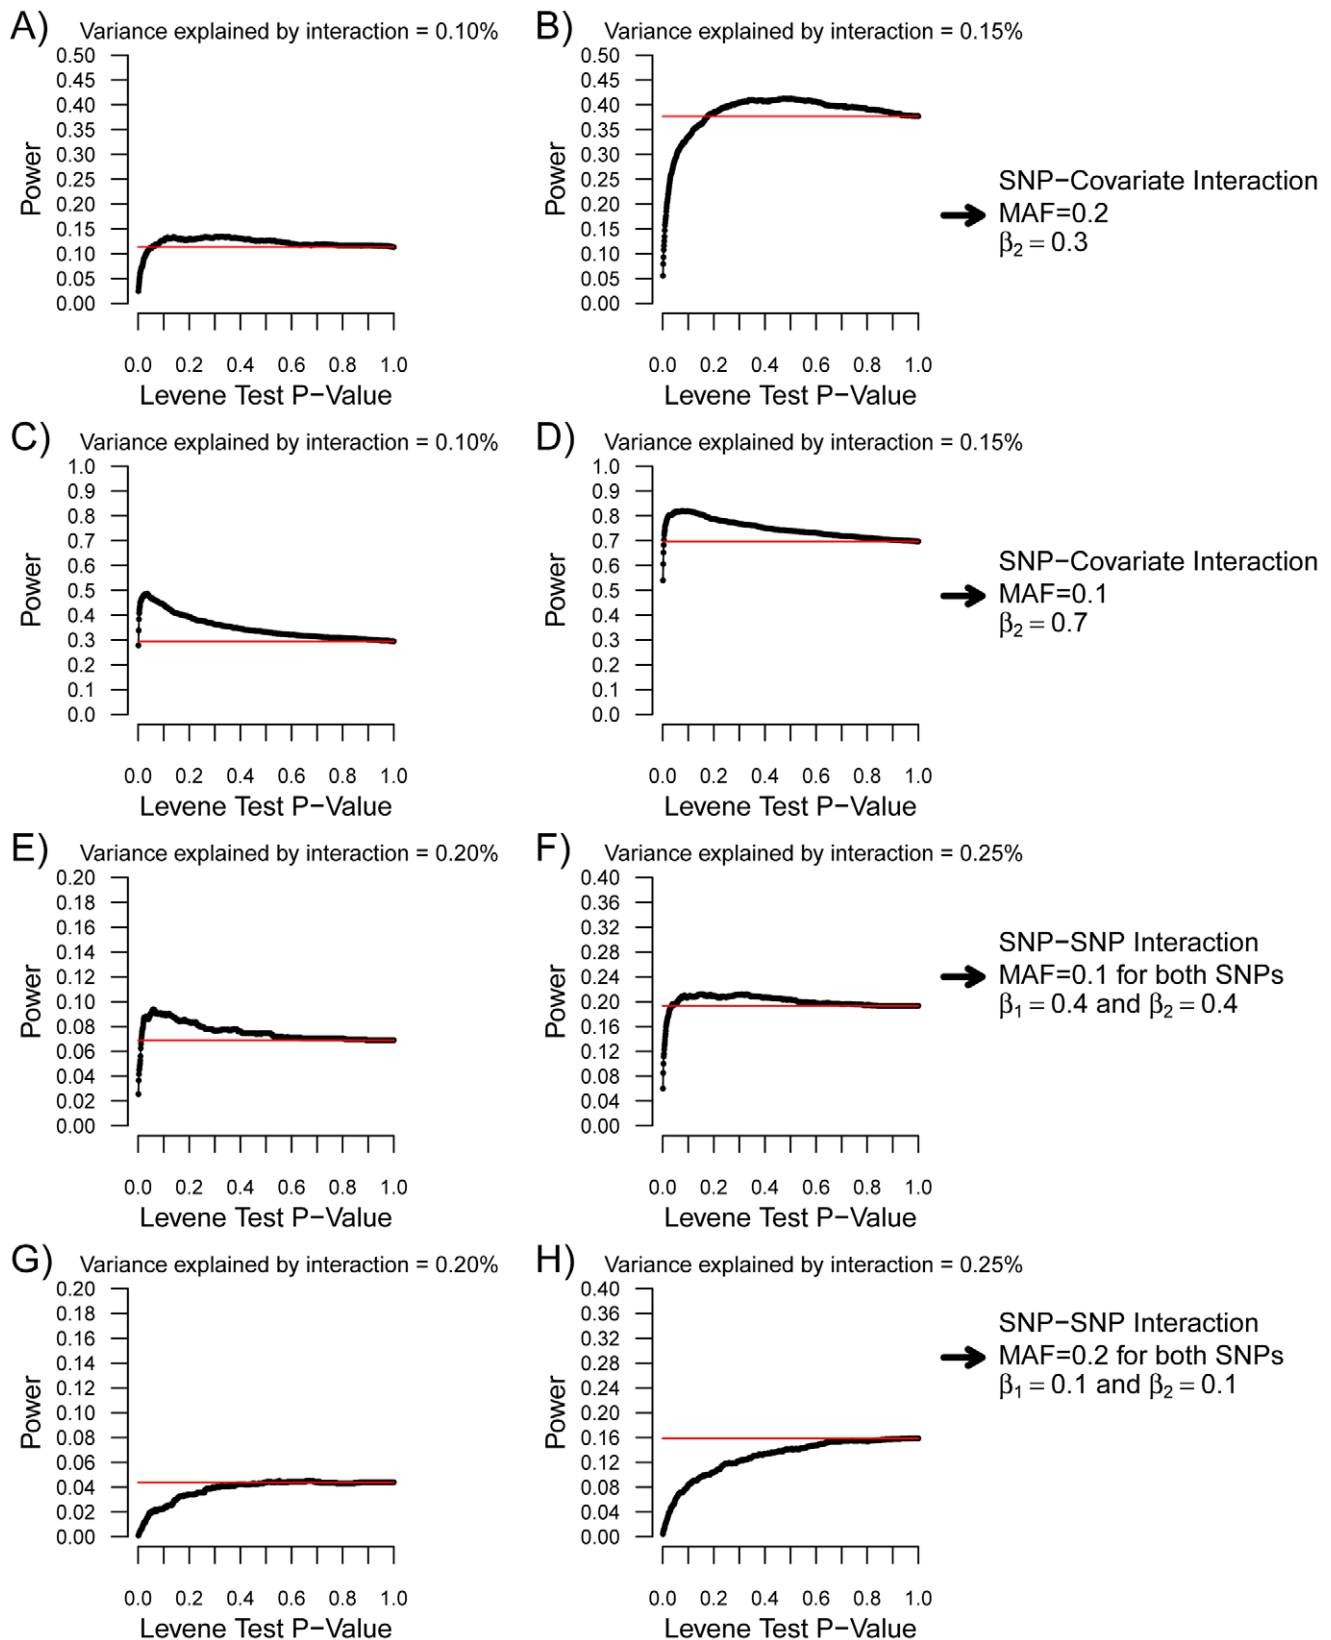 A) Variance explained by interaction = 0.10%
0.50
0.45
0.40
0.35
0.30
0.25
0.20
0.15
0.10
0.05
0.00
Power
0.0 0.2 0.4 0.6 0.8 1.0
Levene Test P−Value
B) Variance explained by interaction = 0.15%
0.50
0.45
0.40
0.35
0.30
0.25
0.20
0.15
0.10
0.05
0.00
Power
0.0 0.2 0.4 0.6 0.8 1.0
Levene Test P−Value
SNP−Covariate Interaction
MAF=0.2
β₂ = 0.3
C) Variance explained by interaction = 0.10%
1.0
0.9
0.8
0.7
0.6
0.5
0.4
0.3
0.2
0.1
0.0
Power
0.0 0.2 0.4 0.6 0.8 1.0
Levene Test P−Value
D) Variance explained by interaction = 0.15%
1.0
0.9
0.8
0.7
0.6
0.5
0.4
0.3
0.2
0.1
0.0
Power
0.0 0.2 0.4 0.6 0.8 1.0
Levene Test P−Value
SNP−Covariate Interaction
MAF=0.1
β₂ = 0.7
E) Variance explained by interaction = 0.20%
0.20
0.18
0.16
0.14
0.12
0.10
0.08
0.06
0.04
0.02
0.00
Power
0.0 0.2 0.4 0.6 0.8 1.0
Levene Test P−Value
F) Variance explained by interaction = 0.25%
0.40
0.36
0.32
0.28
0.24
0.20
0.16
0.12
0.08
0.04
0.00
Power
0.0 0.2 0.4 0.6 0.8 1.0
Levene Test P−Value
SNP−SNP Interaction
MAF=0.1 for both SNPs
β₁ = 0.4 and β₂ = 0.4
G) Variance explained by interaction = 0.20%
0.20
0.18
0.16
0.14
0.12
0.10
0.08
0.06
0.04
0.02
0.00
Power
0.0 0.2 0.4 0.6 0.8 1.0
Levene Test P−Value
H) Variance explained by interaction = 0.25%
0.40
0.36
0.32
0.28
0.24
0.20
0.16
0.12
0.08
0.04
0.00
Power
0.0 0.2 0.4 0.6 0.8 1.0
Levene Test P−Value
SNP−SNP Interaction
MAF=0.2 for both SNPs
β₁ = 0.1 and β₂ = 0.1